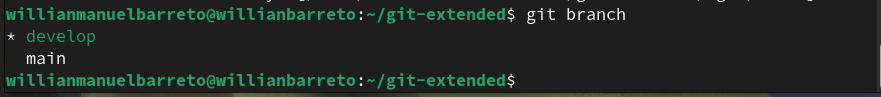 willianmanuelbarreto@willianbarreto:~/git-extended$ git branch
* develop
  main
willianmanuelbarreto@willianbarreto:~/git-extended$